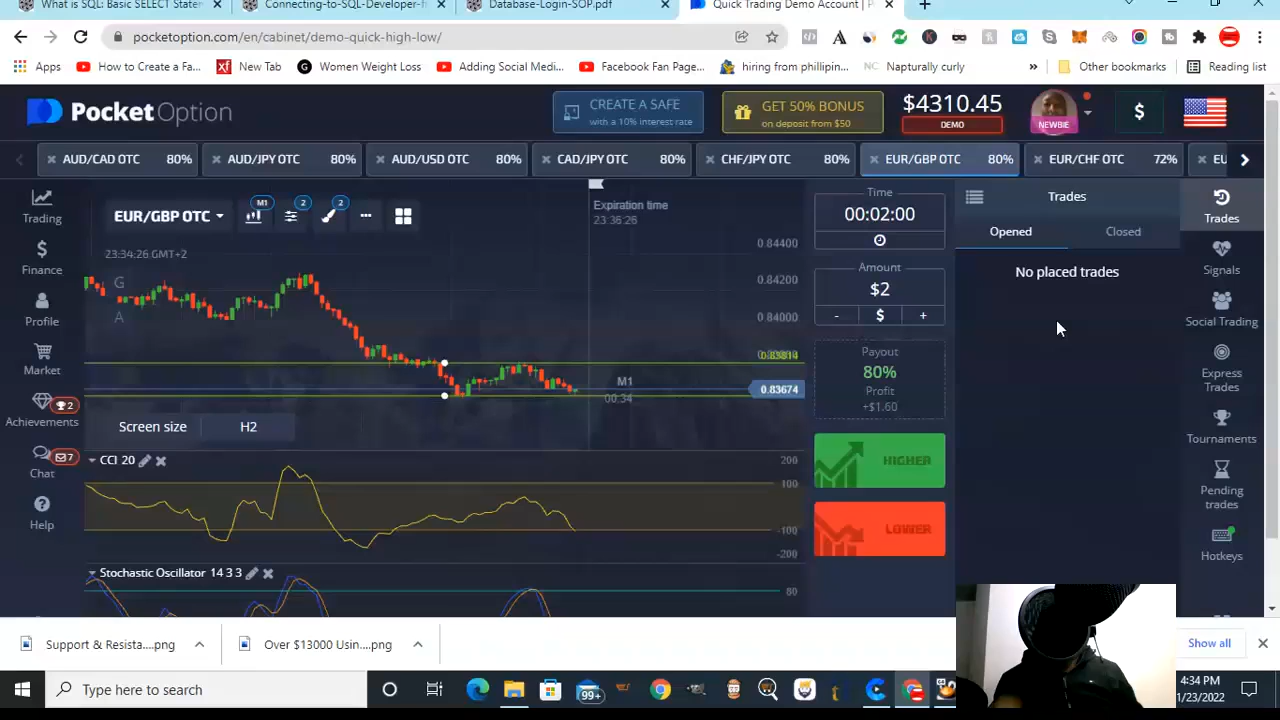 What is SQL: Basic SELECT Statem
Connecting-to-SQL-Developer-f
Database-Login-SOP.pdf
Quick Trading Demo Account |
pocketoption.com/en/cabinet/demo-quick-high-low/
Apps
How to Create a Fa...
New Tab
Women Weight Loss
Adding Social Medi...
Facebook Fan Page...
hiring from phillipin...
Napturally curly
»
Other bookmarks
Reading list
PocketOption
CREATE A SAFE
with a 10% interest rate
GET 50% BONUS
on deposit from $50
$4310.45
DEMO
NEWBIE
$
AUD/CAD OTC 80%
AUD/JPY OTC 80%
AUD/USD OTC 80%
CAD/JPY OTC 80%
CHF/JPY OTC 80%
EUR/GBP OTC 80%
EUR/CHF OTC 72%
EU
Trading
Finance
Profile
Market
Achievements
2
Chat
7
Help
EUR/GBP OTC
M1
2
2
23:34:26 GMT+2
G
A
Expiration time
23:36:26
0.84400
0.84200
0.84000
0.83814
0.83674
M1
00:34
Screen size
H2
CCI 20
200
100
-100
-200
Stochastic Oscillator 14 3 3
80
Time
00:02:00
Amount
$2
- $ +
Payout
80%
Profit
+$1.60
HIGHER
LOWER
Trades
Opened
Closed
No placed trades
Trades
Signals
Social Trading
Express
Trades
Tournaments
Pending
trades
Hotkeys
Support & Resista....png
Over $13000 Usin....png
Show all
Type here to search
99+
4:34 PM
1/23/2022